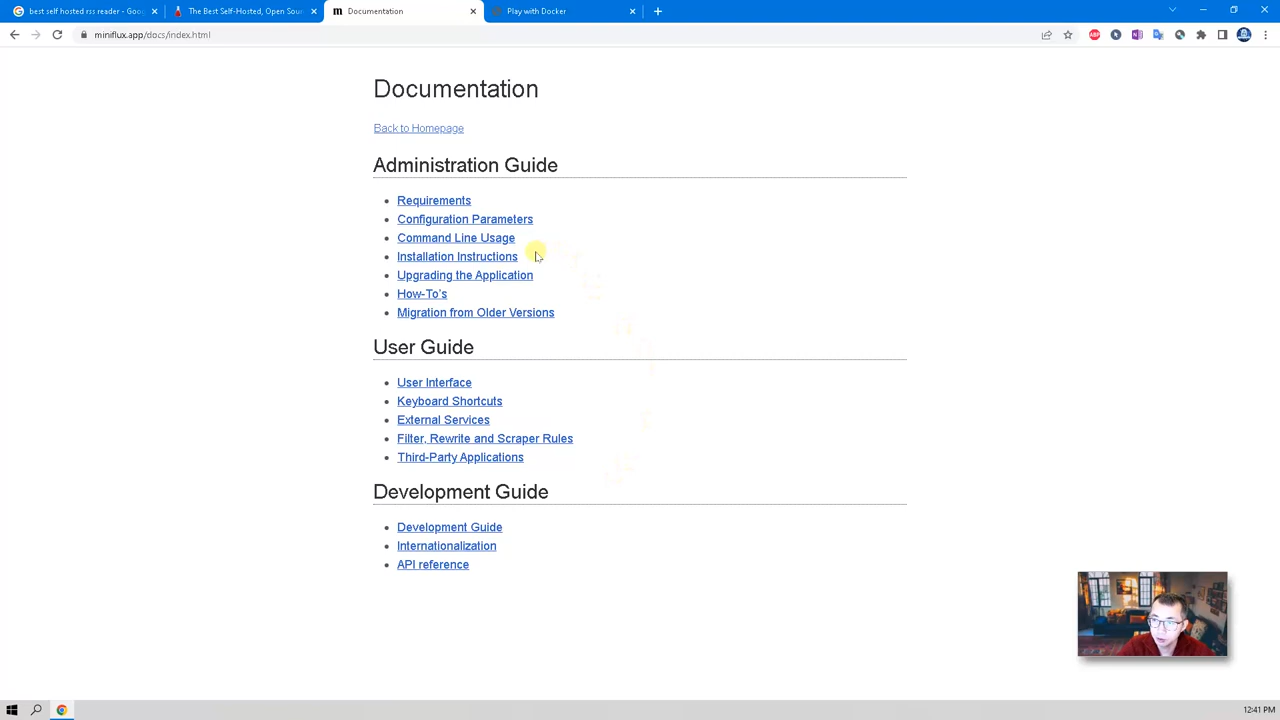 best self hosted rss reader - Goo
The Best Self-Hosted, Open Sour
m Documentation
Play with Docker
miniflux.app/docs/index.html
ABP
Documentation
Back to Homepage
Administration Guide
Requirements
Configuration Parameters
Command Line Usage
Installation Instructions
Upgrading the Application
How-To's
Migration from Older Versions
User Guide
User Interface
Keyboard Shortcuts
External Services
Filter, Rewrite and Scraper Rules
Third-Party Applications
Development Guide
Development Guide
Internationalization
API reference
12:41 PM